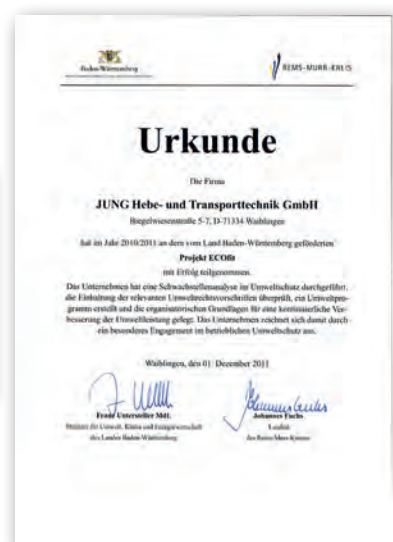 Baden-Württemberg
REMS-MURR-KREIS
Urkunde
Die Firma
JUNG Hebe- und Transporttechnik GmbH
Biegelwiesenstraße 5-7, D-71334 Waiblingen
hat im Jahr 2010/2011 an dem vom Land Baden-Württemberg geförderten
Projekt ECOfit
mit Erfolg teilgenommen.
Das Unternehmen hat eine Schwachstellenanalyse im Umweltschutz durchgeführt,
die Einhaltung der relevanten Umweltrechtsvorschriften überprüft, ein Umweltpro-
gramm erstellt und die organisatorischen Grundlagen für eine kontinuierliche Ver-
besserung der Umweltleistung gelegt. Das Unternehmen zeichnet sich damit durch
ein besonderes Engagement im betrieblichen Umweltschutz aus.
Waiblingen, den 01. Dezember 2011
Franz Untersteller MdL
Minister für Umwelt, Klima und Energiewirtschaft
des Landes Baden-Württemberg
Johannes Fuchs
Landrat
des Rems-Murr-Kreises